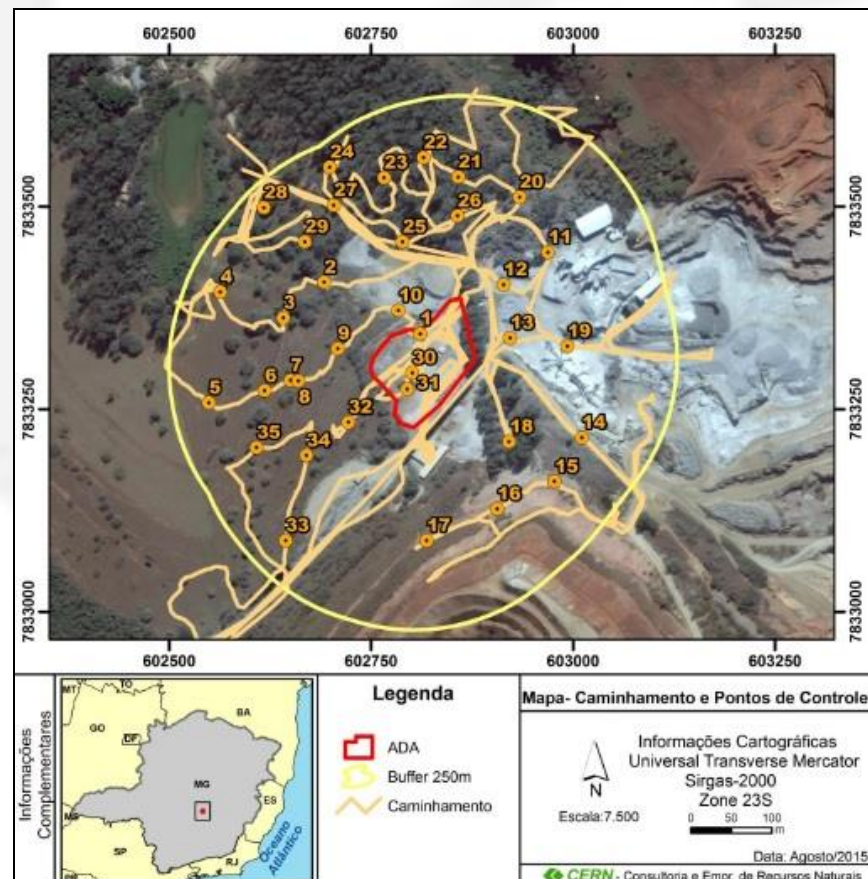 602500 602750 603000 603250
7833500
7833250
7833000
7833500
7833250
7833000
22
24
23
21
27
20
28
26
29
25
11
4
2
12
3
10
1
13
19
9
30
7
6
31
8
5
32
18
14
35
34
15
16
33
17
602500 602750 603000 603250
Informações
Complementares
MT
TO
BA
GO
DF
MG
ES
SP
RJ
Oceano
Atlântico
Legenda
ADA
Buffer 250m
Caminhamento
Mapa- Caminhamento e Pontos de Controle
N
Escala:7.500
Informações Cartográficas
Universal Transverse Mercator
Sirgas-2000
Zone 23S
0 50 100
m
Data: Agosto/2015
CERN - Consultoria e Empr. de Recursos Naturais